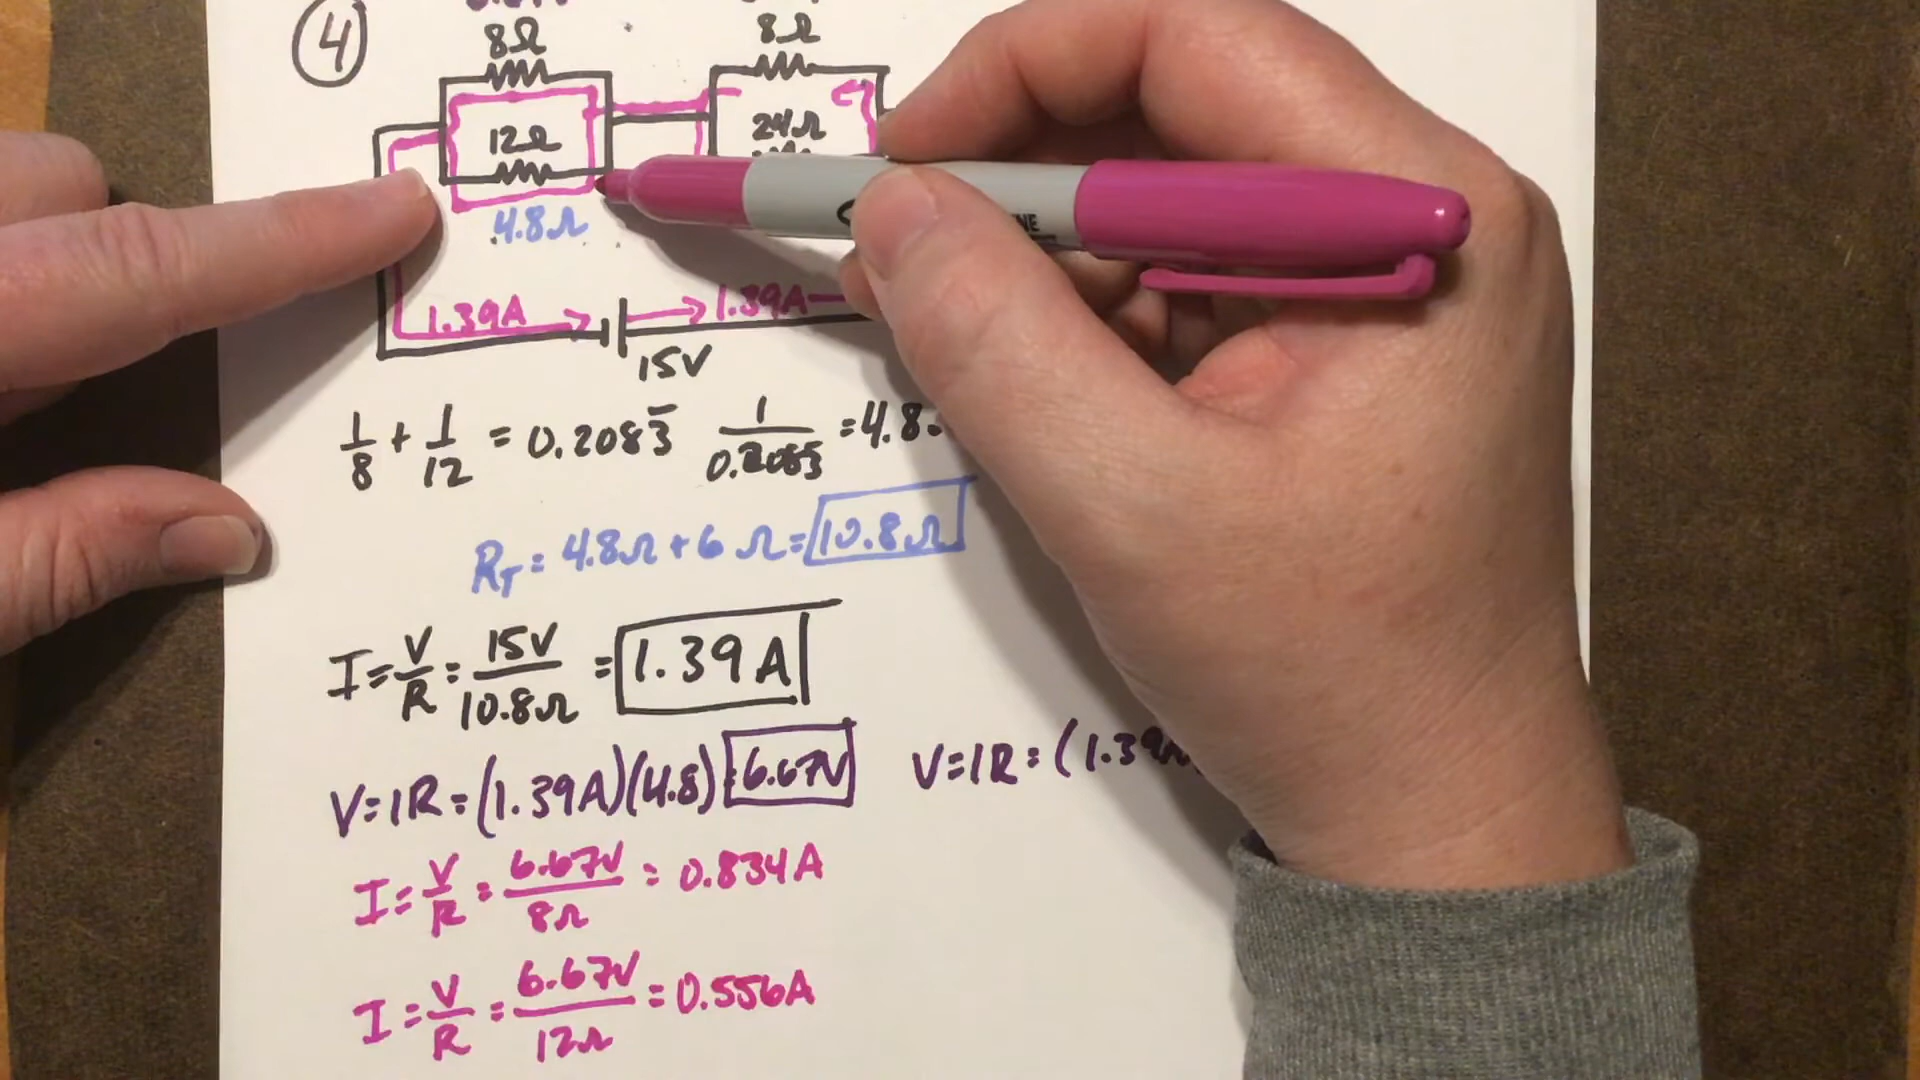 4
8Ω 8Ω
12Ω 24Ω
4.8Ω
1.39A 1.39A
15V
1/8 + 1/12 = 0.2083̅ 1/0.2083̅ = 4.8
R_T = 4.8Ω + 6Ω = 10.8Ω
I = V/R = 15V/10.8Ω = 1.39A
V=IR=(1.39A)(4.8)=6.67V V=IR=(1.39A
I = V/R = 6.67V/8Ω = 0.834A
I = V/R = 6.67V/12Ω = 0.556A